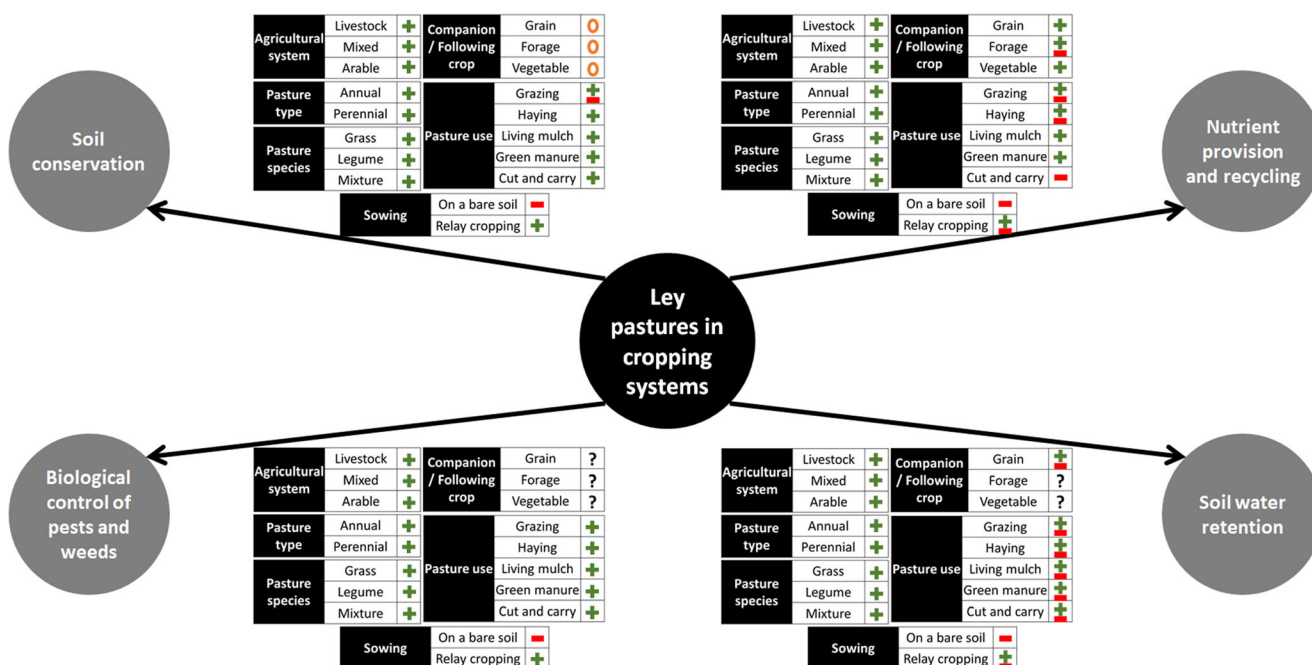 Soil
conservation
Agricultural
system
Livestock +
Mixed +
Arable +
Companion
/ Following
crop
Grain O
Forage O
Vegetable O
Pasture
type
Annual +
Perennial +
Pasture
species
Grass +
Legume +
Mixture +
Pasture use
Grazing + -
Haying +
Living mulch +
Green manure +
Cut and carry +
Sowing
On a bare soil -
Relay cropping +
Agricultural
system
Livestock +
Mixed +
Arable +
Companion
/ Following
crop
Grain +
Forage + -
Vegetable +
Pasture
type
Annual +
Perennial +
Pasture
species
Grass +
Legume +
Mixture +
Pasture use
Grazing + -
Haying + -
Living mulch +
Green manure +
Cut and carry -
Sowing
On a bare soil -
Relay cropping + -
Nutrient
provision
and recycling
Ley
pastures in
cropping
systems
Biological
control of
pests and
weeds
Agricultural
system
Livestock +
Mixed +
Arable +
Companion
/ Following
crop
Grain ?
Forage ?
Vegetable ?
Pasture
type
Annual +
Perennial +
Pasture
species
Grass +
Legume +
Mixture +
Pasture use
Grazing +
Haying +
Living mulch +
Green manure +
Cut and carry +
Sowing
On a bare soil -
Relay cropping +
Agricultural
system
Livestock +
Mixed +
Arable +
Companion
/ Following
crop
Grain + -
Forage ?
Vegetable ?
Pasture
type
Annual +
Perennial +
Pasture
species
Grass +
Legume +
Mixture +
Pasture use
Grazing + -
Haying + -
Living mulch + -
Green manure + -
Cut and carry + -
Sowing
On a bare soil -
Relay cropping + -
Soil water
retention